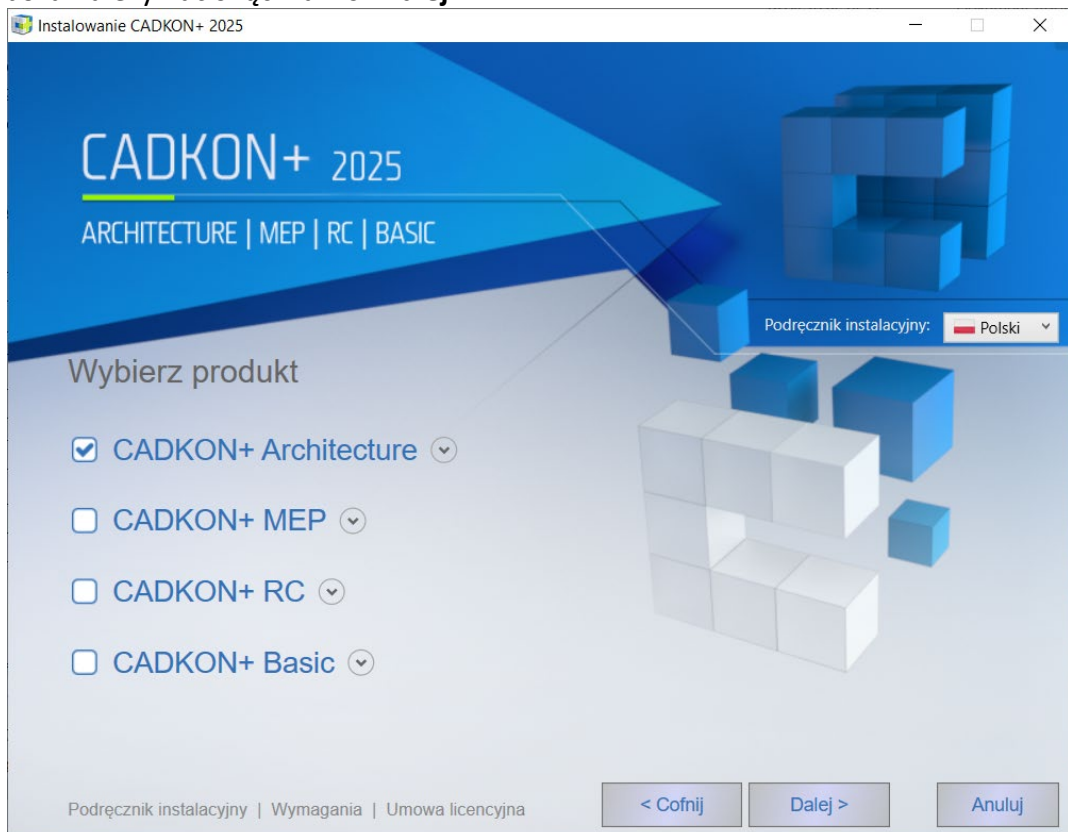 Instalowanie CADKON+ 2025
CADKON+ 2025
ARCHITECTURE | MEP | RC | BASIC
Podręcznik instalacyjny: Polski
Wybierz produkt
CADKON+ Architecture
CADKON+ MEP
CADKON+ RC
CADKON+ Basic
Podręcznik instalacyjny | Wymagania | Umowa licencyjna < Cofnij Dalej > Anuluj